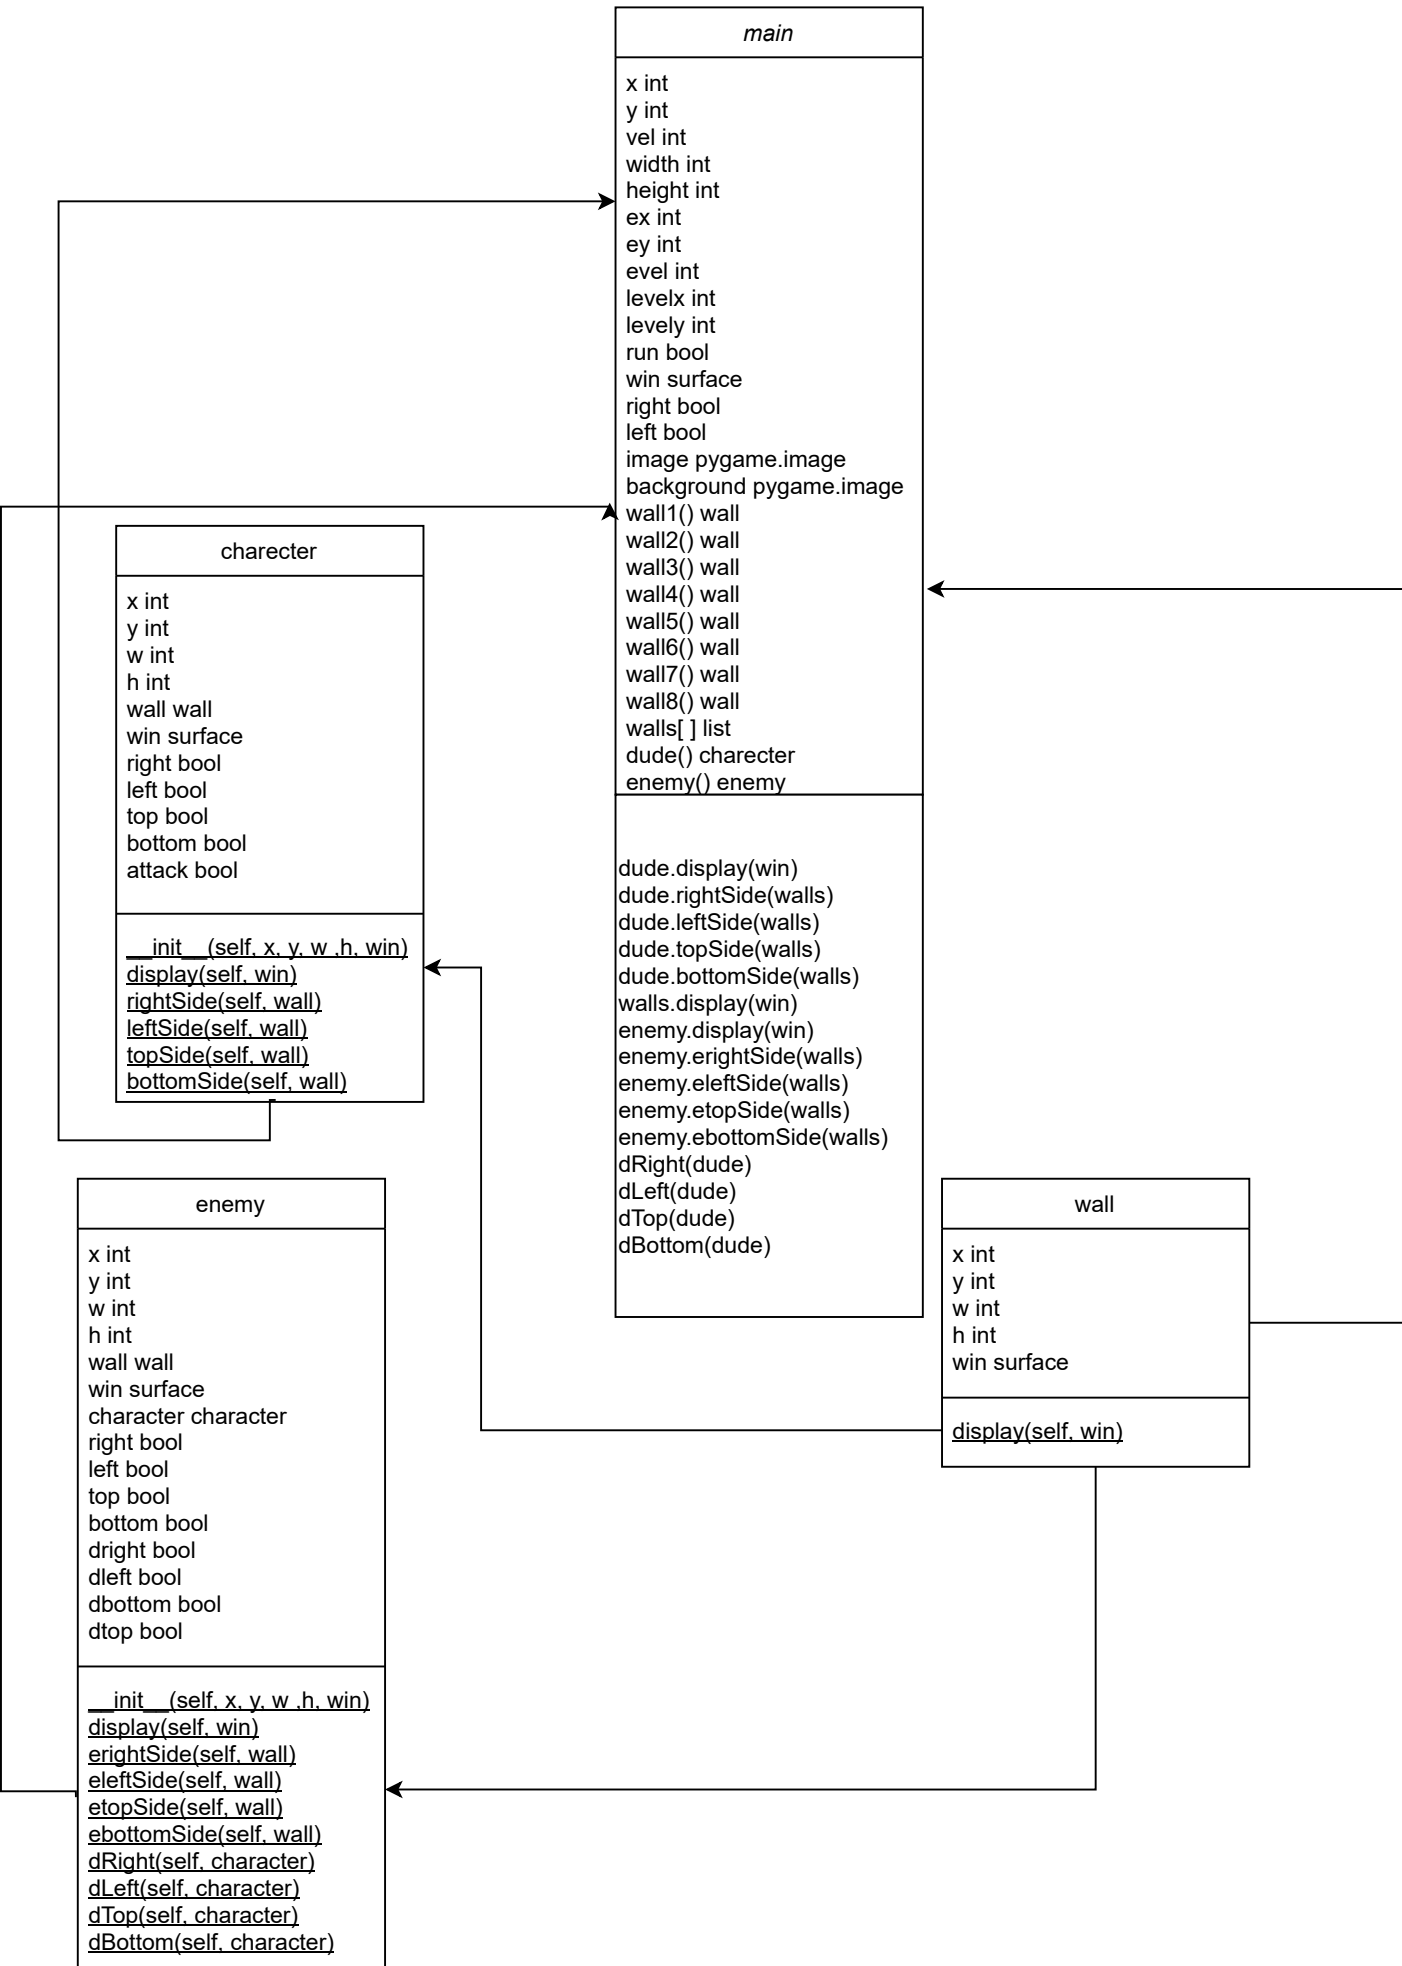 main
x int
y int
vel int
width int
height int
ex int
ey int
evel int
levelx int
levely int
run bool
win surface
right bool
left bool
image pygame.image
background pygame.image
wall1() wall
wall2() wall
wall3() wall
wall4() wall
wall5() wall
wall6() wall
wall7() wall
wall8() wall
walls[ ] list
dude() charecter
enemy() enemy
dude.display(win)
dude.rightSide(walls)
dude.leftSide(walls)
dude.topSide(walls)
dude.bottomSide(walls)
walls.display(win)
enemy.display(win)
enemy.erightSide(walls)
enemy.eleftSide(walls)
enemy.etopSide(walls)
enemy.ebottomSide(walls)
dRight(dude)
dLeft(dude)
dTop(dude)
dBottom(dude)
charecter
x int
y int
w int
h int
wall wall
win surface
right bool
left bool
top bool
bottom bool
attack bool
__init__(self, x, y, w ,h, win)
display(self, win)
rightSide(self, wall)
leftSide(self, wall)
topSide(self, wall)
bottomSide(self, wall)
enemy
x int
y int
w int
h int
wall wall
win surface
character character
right bool
left bool
top bool
bottom bool
dright bool
dleft bool
dbottom bool
dtop bool
__init__(self, x, y, w ,h, win)
display(self, win)
erightSide(self, wall)
eleftSide(self, wall)
etopSide(self, wall)
ebottomSide(self, wall)
dRight(self, character)
dLeft(self, character)
dTop(self, character)
dBottom(self, character)
wall
x int
y int
w int
h int
win surface
display(self, win)